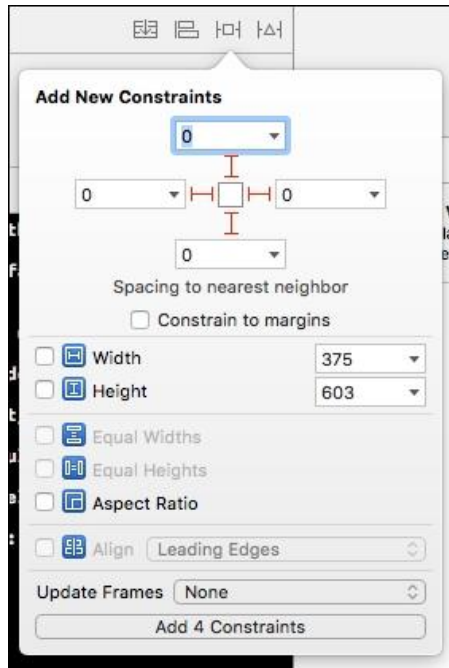 Add New Constraints
0
0 0
0
Spacing to nearest neighbor
Constrain to margins
Width 375
Height 603
Equal Widths
Equal Heights
Aspect Ratio
Align Leading Edges
Update Frames None
Add 4 Constraints